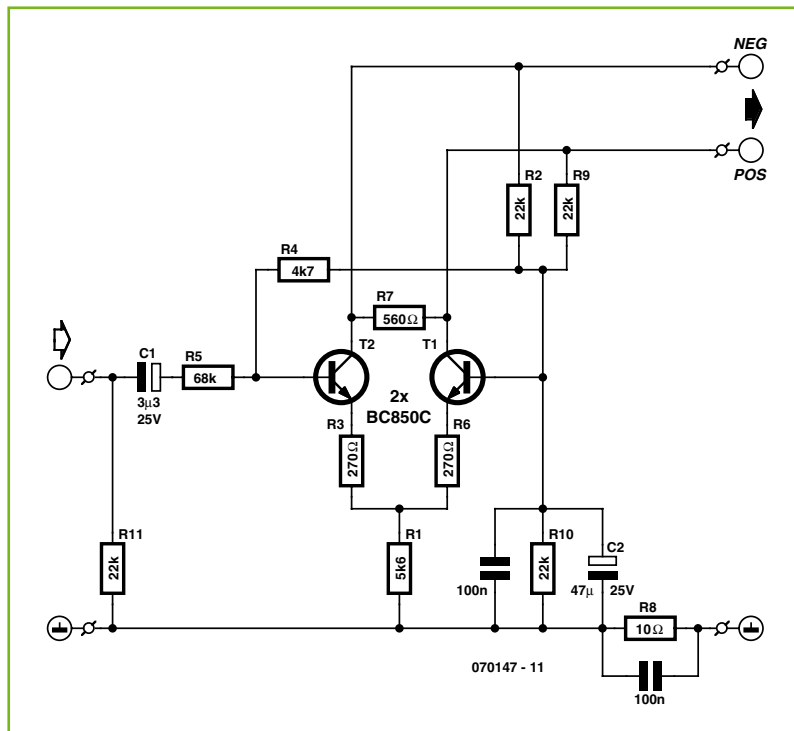 NEG
POS
R2
22k
R9
22k
R4
4k7
R7
560Ω
T2
T1
C1
3µ3
25V
R5
68k
2x
BC850C
R3
270Ω
R6
270Ω
R11
22k
R1
5k6
100n
R10
22k
C2
47µ
25V
R8
10Ω
100n
070147 - 11